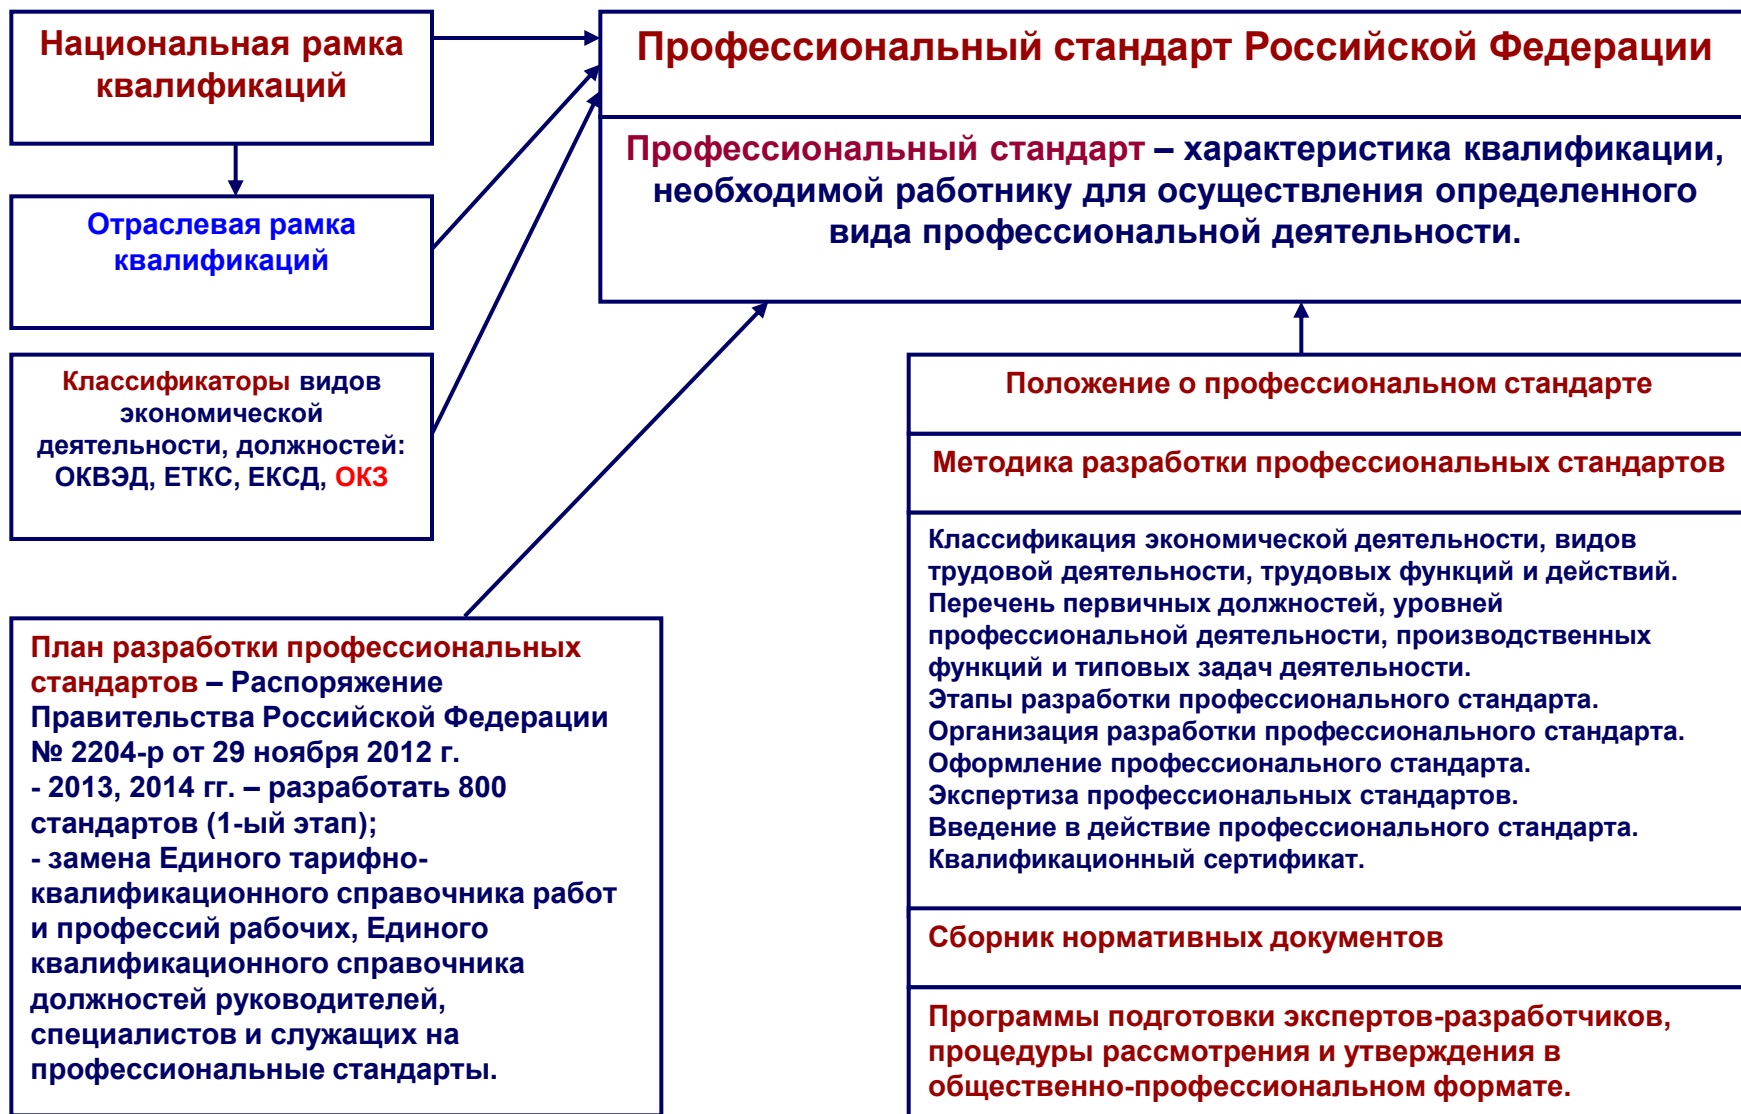 Национальная рамка
квалификаций
Профессиональный стандарт Российской Федерации
Профессиональный стандарт – характеристика квалификации,
необходимой работнику для осуществления определенного
вида профессиональной деятельности.
Отраслевая рамка
квалификаций
Классификаторы видов
экономической
деятельности, должностей:
ОКВЭД, ЕТКС, ЕКСД, ОКЗ
План разработки профессиональных
стандартов – Распоряжение
Правительства Российской Федерации
№ 2204-р от 29 ноября 2012 г.
- 2013, 2014 гг. – разработать 800
стандартов (1-ый этап);
- замена Единого тарифно-
квалификационного справочника работ
и профессий рабочих, Единого
квалификационного справочника
должностей руководителей,
специалистов и служащих на
профессиональные стандарты.
Положение о профессиональном стандарте
Методика разработки профессиональных стандартов
Классификация экономической деятельности, видов
трудовой деятельности, трудовых функций и действий.
Перечень первичных должностей, уровней
профессиональной деятельности, производственных
функций и типовых задач деятельности.
Этапы разработки профессионального стандарта.
Организация разработки профессионального стандарта.
Оформление профессионального стандарта.
Экспертиза профессиональных стандартов.
Введение в действие профессионального стандарта.
Квалификационный сертификат.
Сборник нормативных документов
Программы подготовки экспертов-разработчиков,
процедуры рассмотрения и утверждения в
общественно-профессиональном формате.